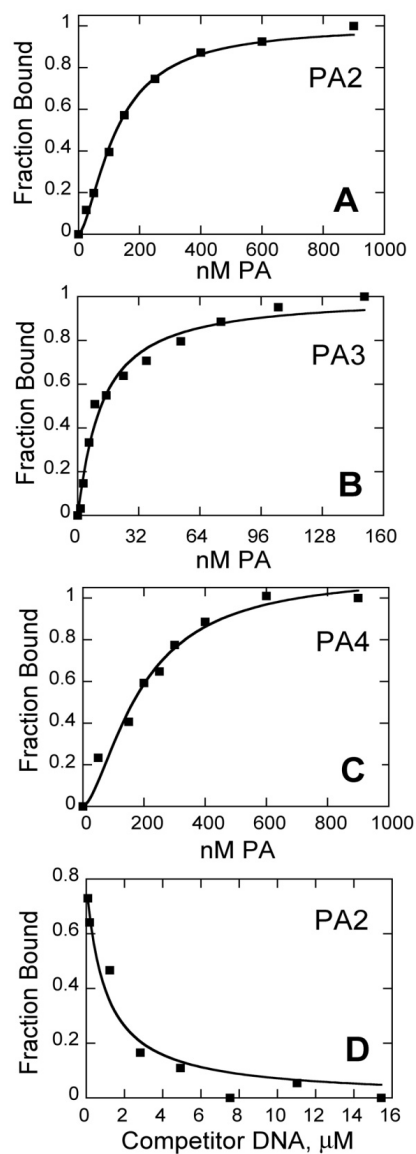 1
0.8
0.6
0.4
0.2
0
Fraction Bound
PA2
A
0 200 400 600 800 1000
nM PA
1
0.8
0.6
0.4
0.2
0
Fraction Bound
PA3
B
0 32 64 96 128 160
nM PA
1
0.8
0.6
0.4
0.2
0
Fraction Bound
PA4
C
0 200 400 600 800 1000
nM PA
0.8
0.6
0.4
0.2
0
Fraction Bound
PA2
D
0 2 4 6 8 10 12 14 16
Competitor DNA, μM